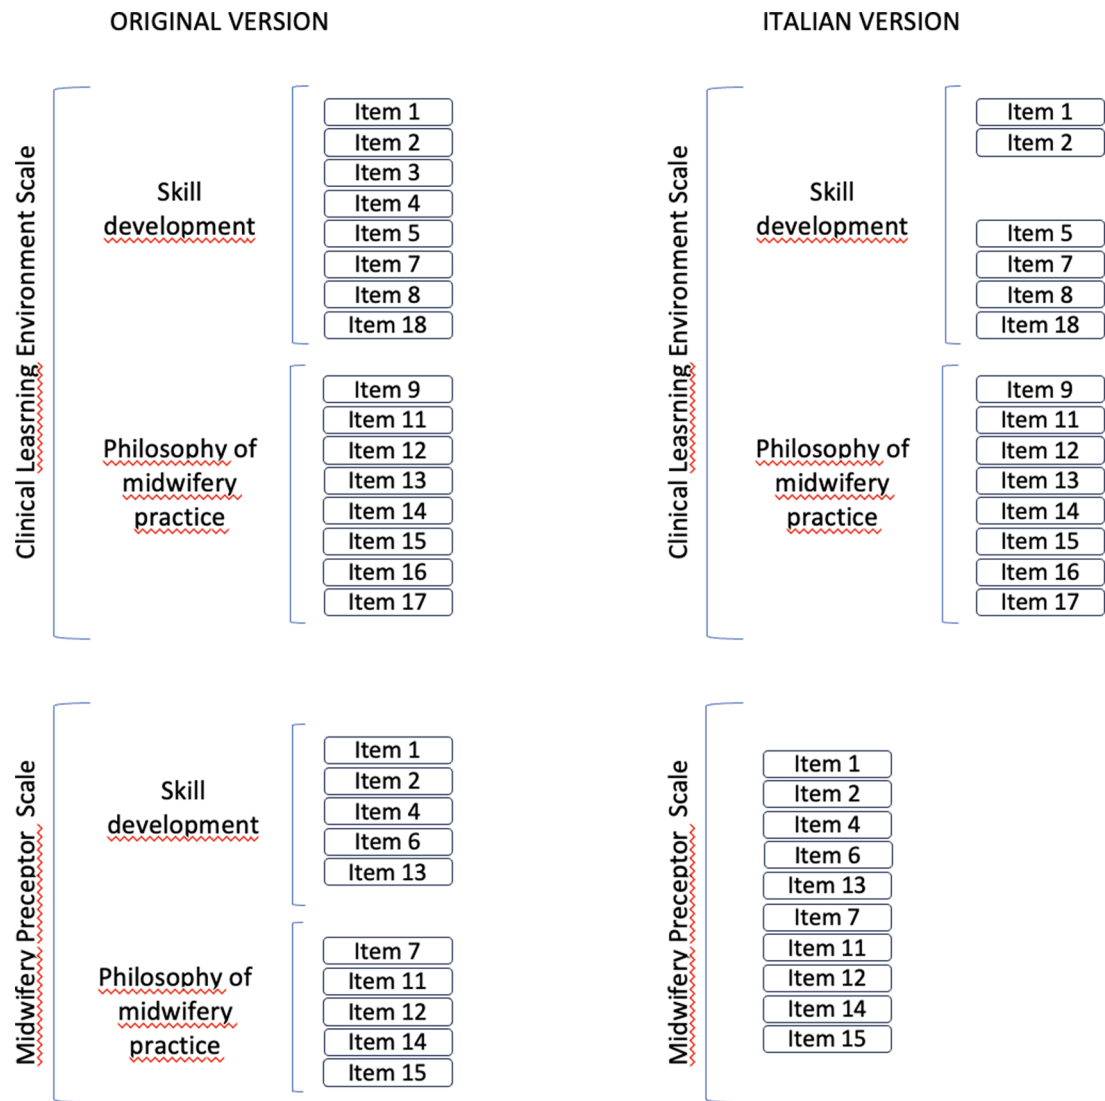 ORIGINAL VERSION
Clinical Leasrning Environment Scale
Skill
development
Item 1
Item 2
Item 3
Item 4
Item 5
Item 7
Item 8
Item 18
Philosophy of
midwifery
practice
Item 9
Item 11
Item 12
Item 13
Item 14
Item 15
Item 16
Item 17
Midwifery Preceptor Scale
Skill
development
Item 1
Item 2
Item 4
Item 6
Item 13
Philosophy of
midwifery
practice
Item 7
Item 11
Item 12
Item 14
Item 15
ITALIAN VERSION
Clinical Leasrning Environment Scale
Skill
development
Item 1
Item 2
Item 5
Item 7
Item 8
Item 18
Philosophy of
midwifery
practice
Item 9
Item 11
Item 12
Item 13
Item 14
Item 15
Item 16
Item 17
Midwifery Preceptor Scale
Item 1
Item 2
Item 4
Item 6
Item 13
Item 7
Item 11
Item 12
Item 14
Item 15